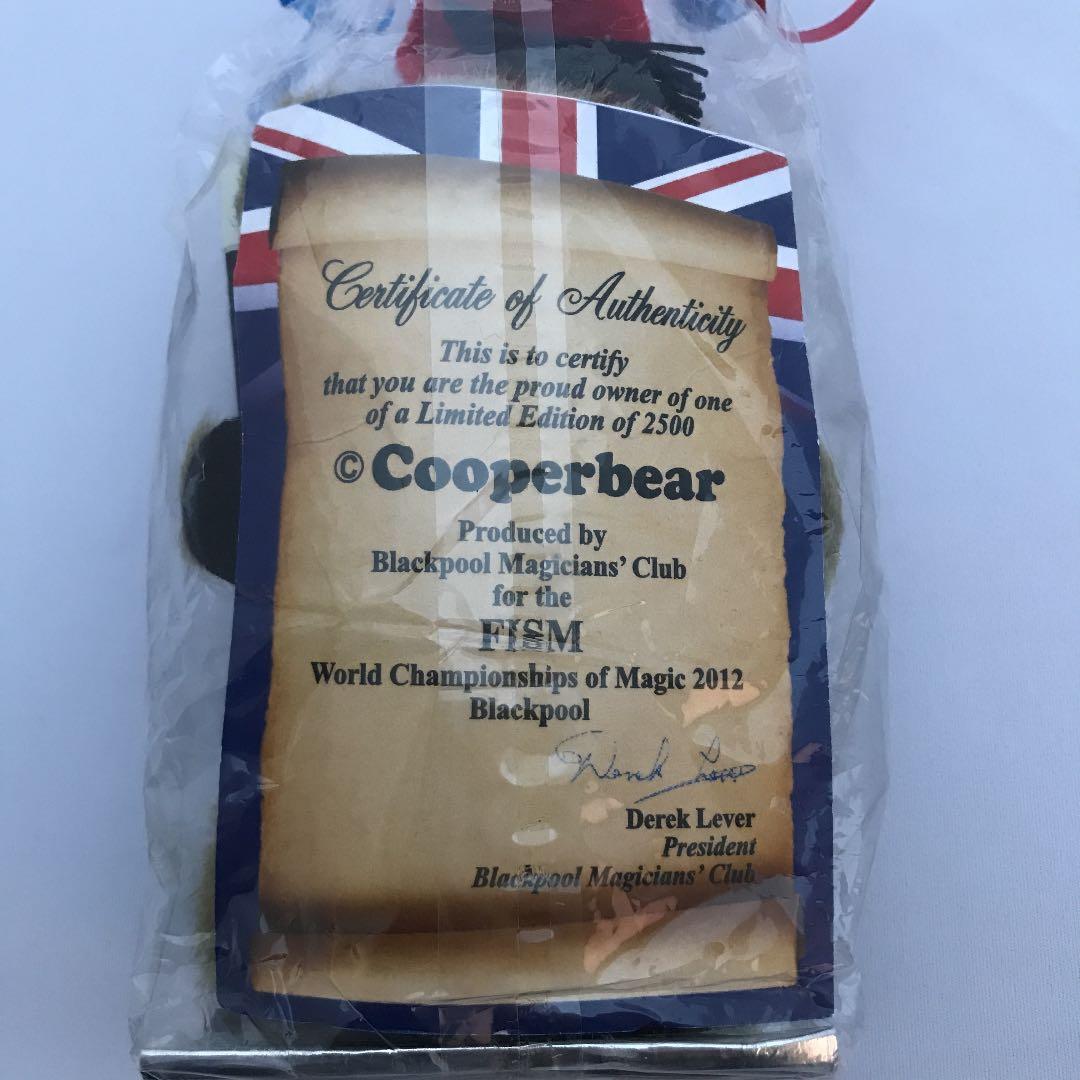 Certificate of Authenticity
This is to certify
that you are the proud owner of one
of a Limited Edition of 2500
© Cooperbear
Produced by
Blackpool Magicians' Club
for the
FISM
World Championships of Magic 2012
Blackpool
Derek Lever
Derek Lever
President
Blackpool Magicians' Club